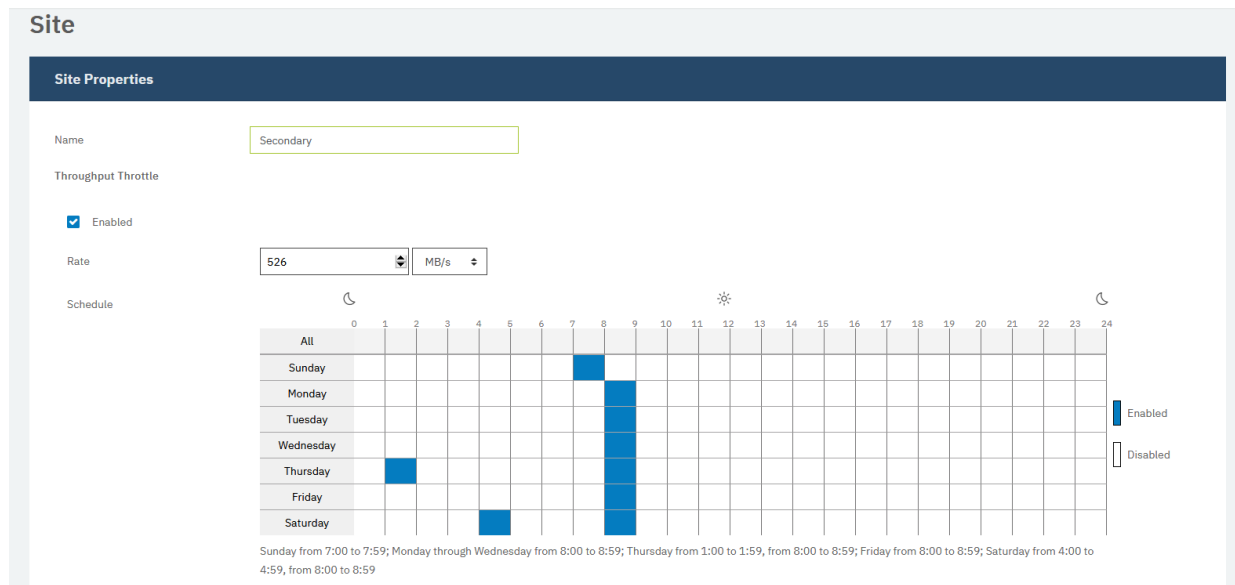 Site
Site Properties
Name Secondary
Throughput Throttle
Enabled
Rate 526 MB/s
Schedule
0 1 2 3 4 5 6 7 8 9 10 11 12 13 14 15 16 17 18 19 20 21 22 23 24
All
Sunday
Monday
Tuesday
Enabled
Wednesday
Disabled
Thursday
Friday
Saturday
Sunday from 7:00 to 7:59; Monday through Wednesday from 8:00 to 8:59; Thursday from 1:00 to 1:59, from 8:00 to 8:59; Friday from 8:00 to 8:59; Saturday from 4:00 to
4:59, from 8:00 to 8:59